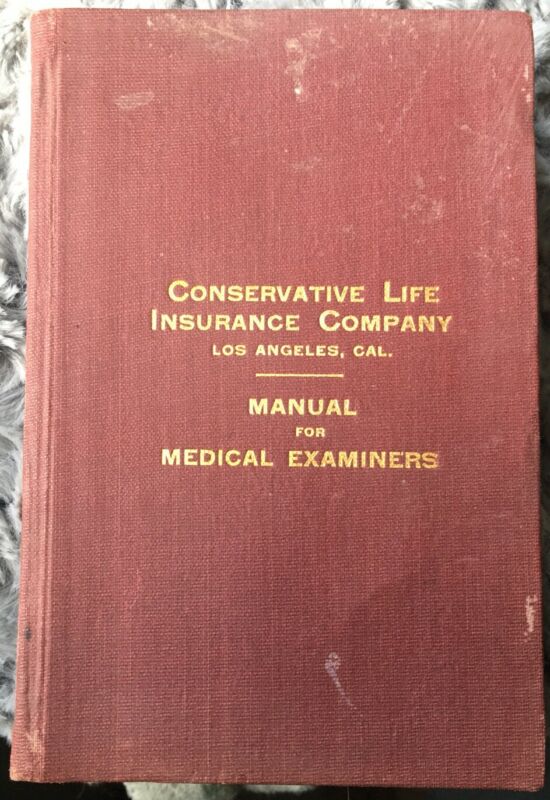 CONSERVATIVE LIFE
INSURANCE COMPANY
LOS ANGELES, CAL.
MANUAL
FOR
MEDICAL EXAMINERS